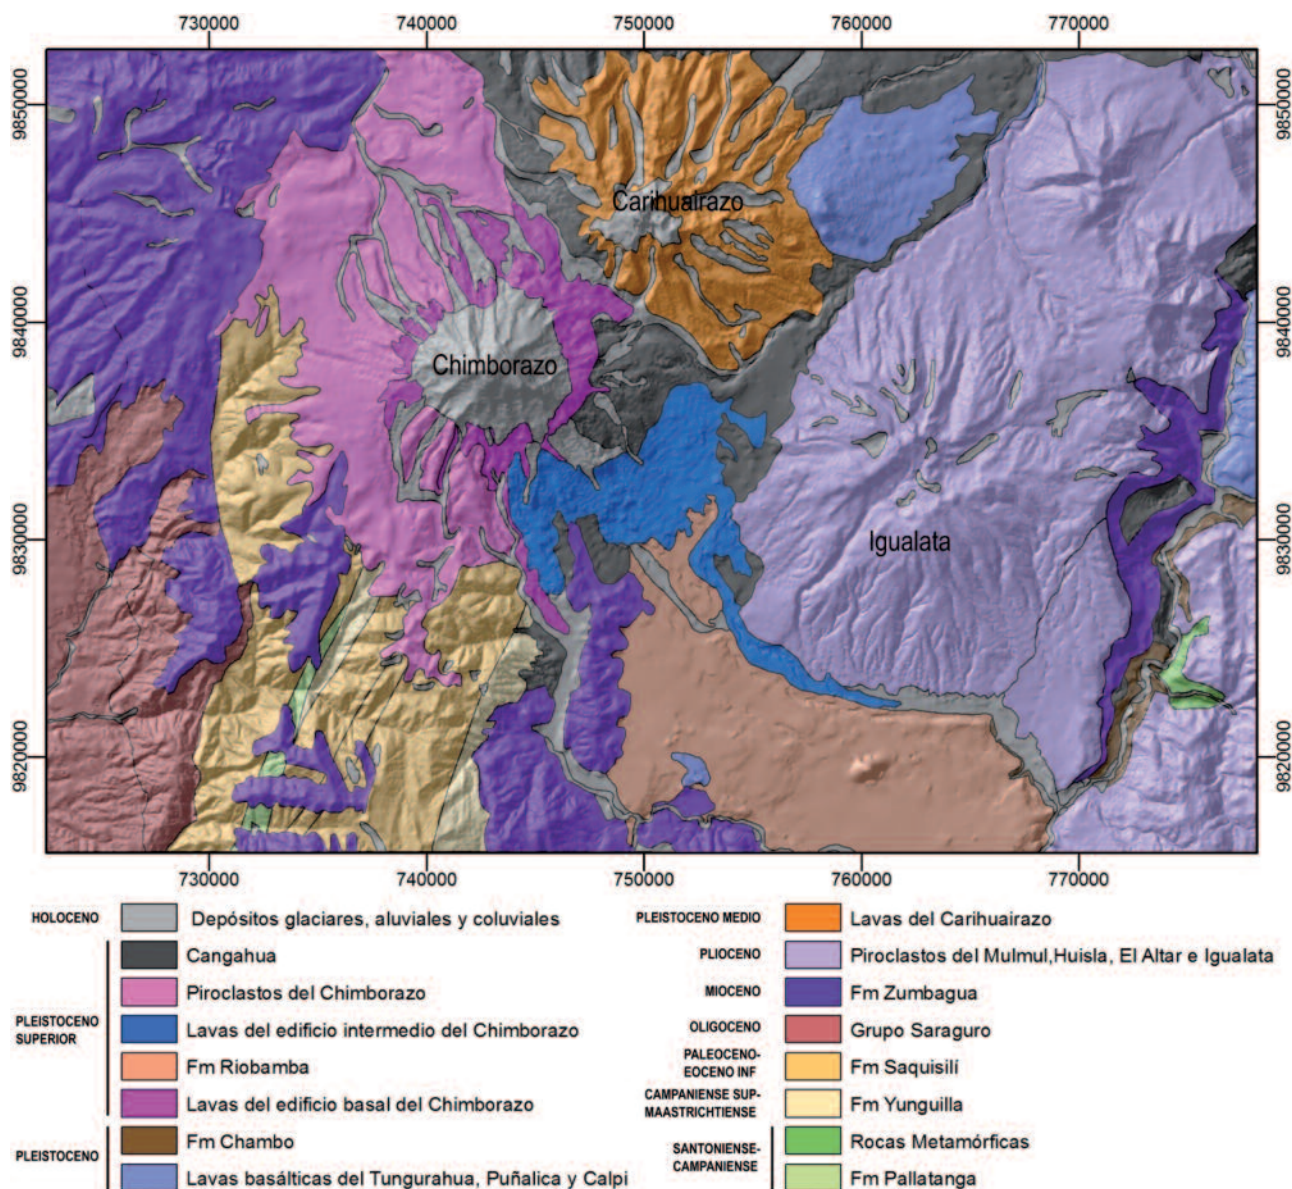 730000 740000 750000 760000 770000
9850000 9850000
Carihuairazo
9840000 9840000
Chimborazo
9830000 9830000
Igualata
9820000 9820000
730000 740000 750000 760000 770000
HOLOCENO Depósitos glaciares, aluviales y coluviales
Cangahua
Piroclastos del Chimborazo
PLEISTOCENO
SUPERIOR
Lavas del edificio intermedio del Chimborazo
Fm Riobamba
Lavas del edificio basal del Chimborazo
PLEISTOCENO
Fm Chambo
Lavas basálticas del Tungurahua, Puñalica y Calpi
PLEISTOCENO MEDIO Lavas del Carihuairazo
PLIOCENO Piroclastos del Mulmul,Huisla, El Altar e Igualata
MIOCENO Fm Zumbagua
OLIGOCENO Grupo Saraguro
PALEOCENO-
EOCENO INF
Fm Saquisilí
CAMPANIENSE SUP-
MAASTRICHTIENSE
Fm Yunguilla
SANTONIENSE-
CAMPANIENSE
Rocas Metamórficas
Fm Pallatanga